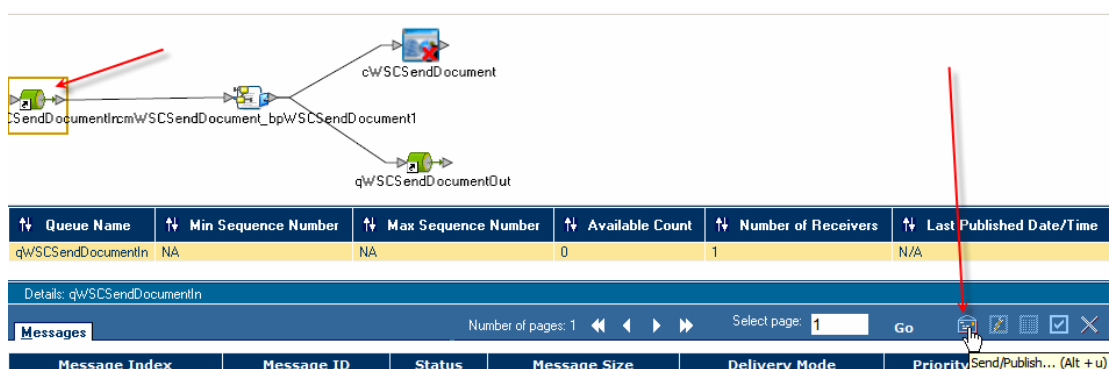 cWSCSendDocument
CSendDocumentIncmWSCSendDocument_bpWSCSendDocument1
qWSCSendDocumentOut
Queue Name Min Sequence Number Max Sequence Number Available Count Number of Receivers Last Published Date/Time
qWSCSendDocumentIn NA NA 0 1 N/A
Details: qWSCSendDocumentIn
Messages Number of pages: 1 Select page: 1 Go
Message Index Message ID Status Message Size Delivery Mode Priority
Send/Publish... (Alt + u)